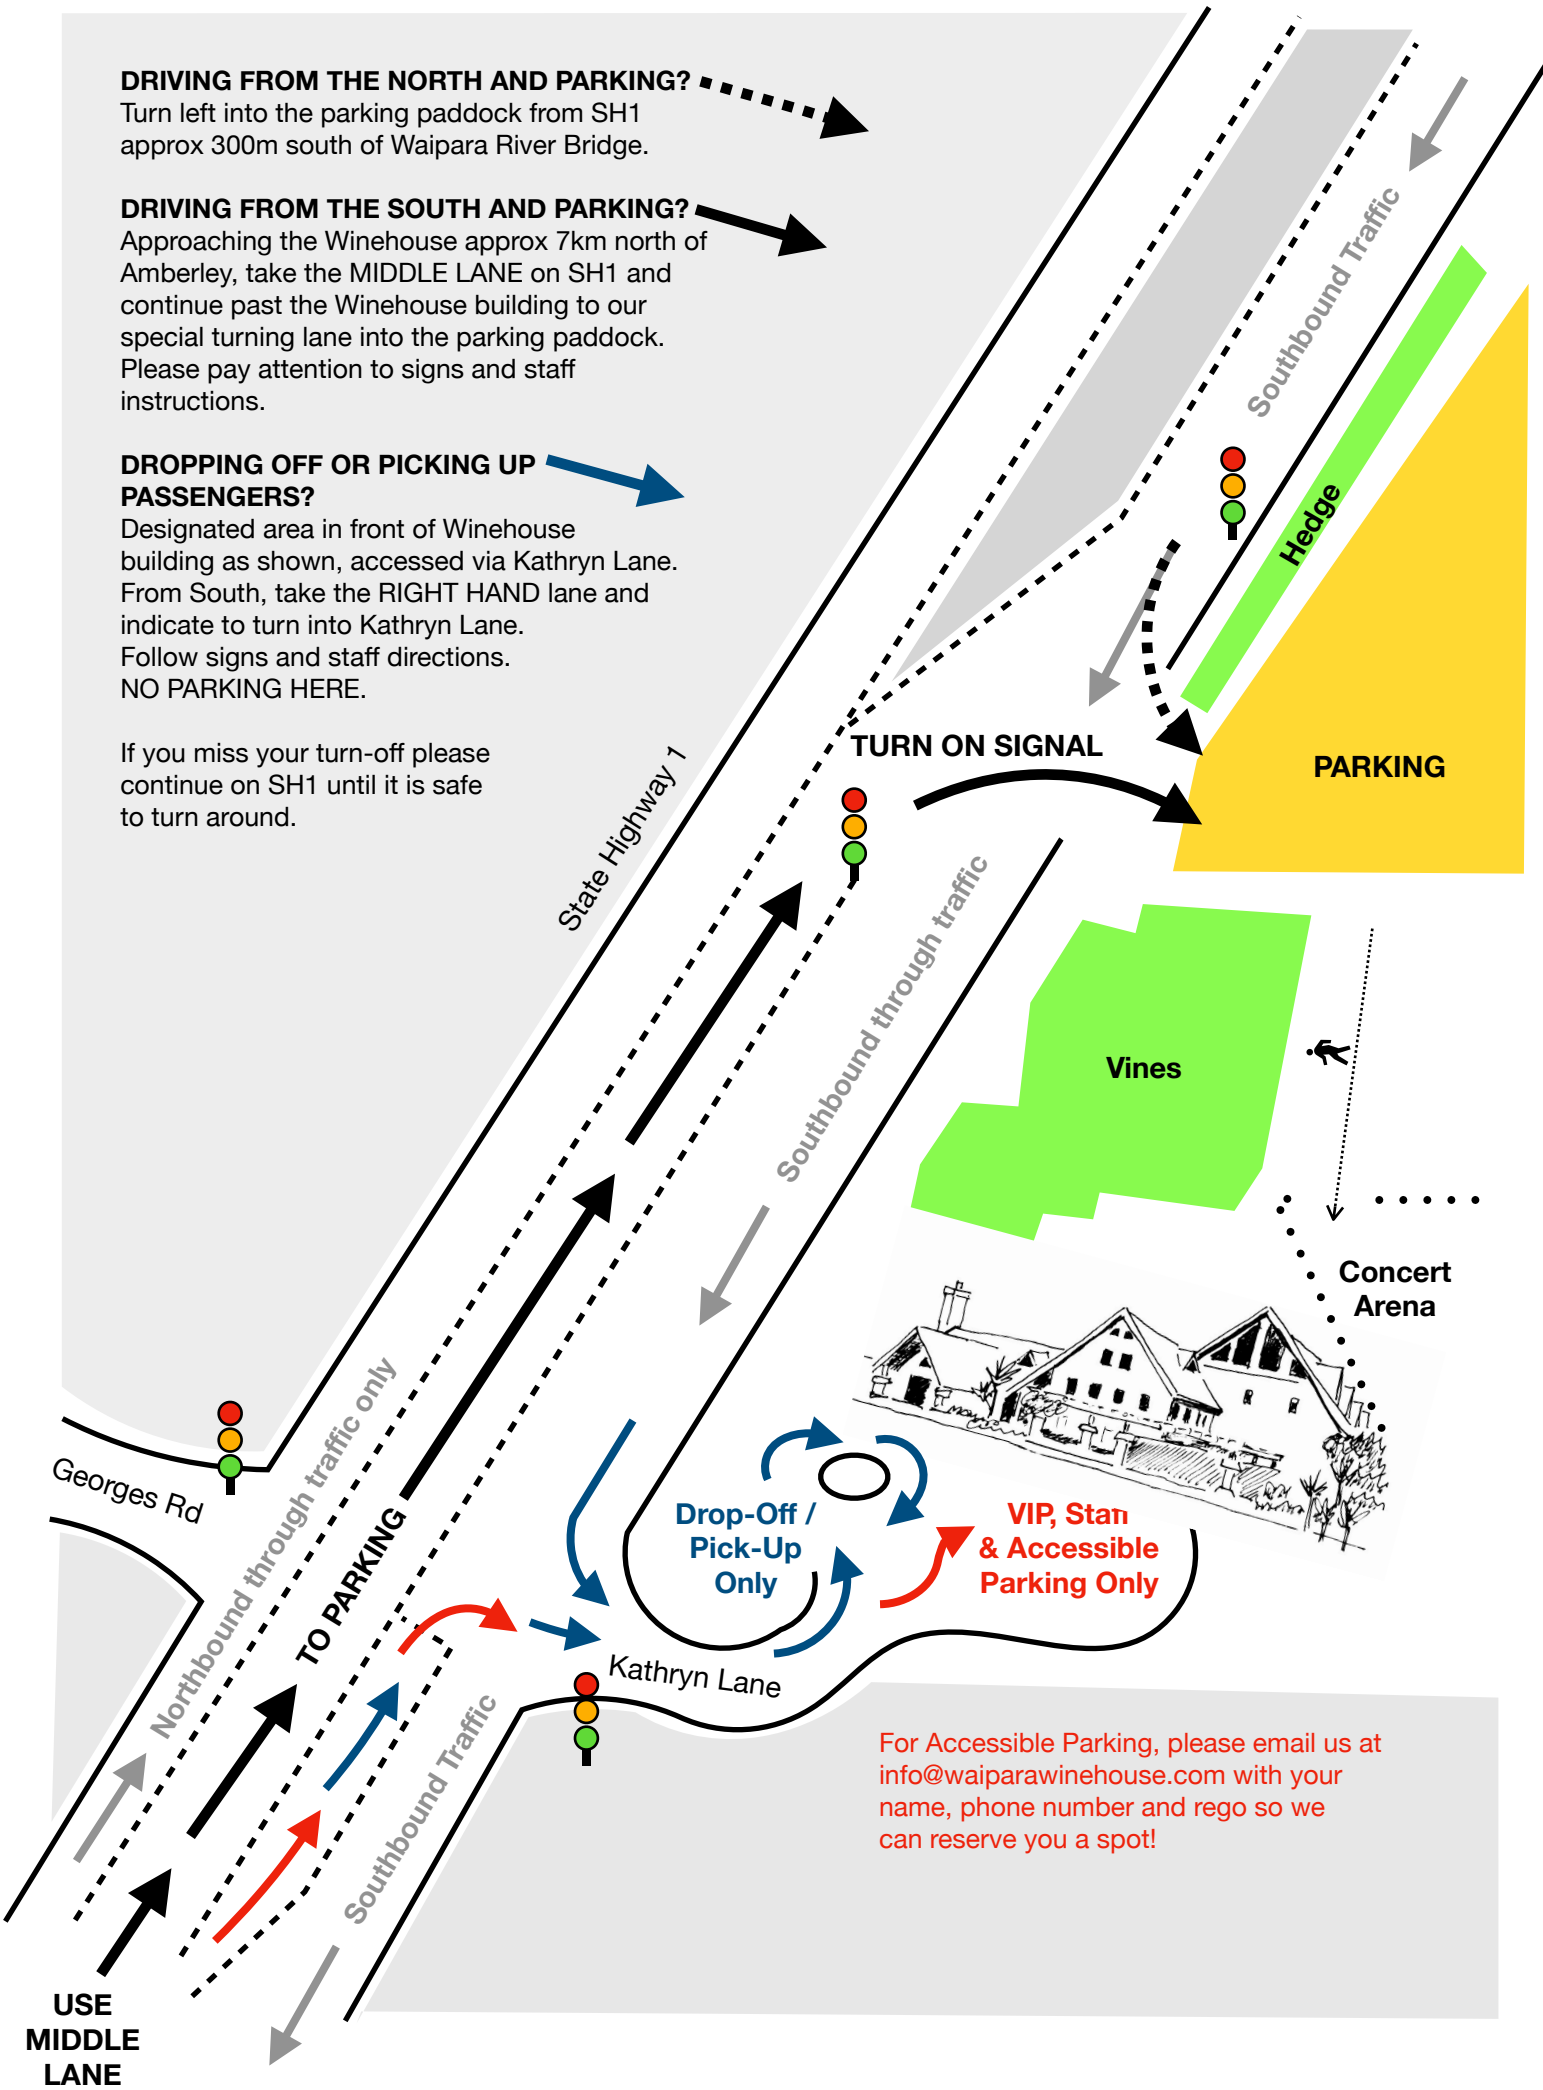 DRIVING FROM THE NORTH AND PARKING?
Turn left into the parking paddock from SH1
approx 300m south of Waipara River Bridge.
DRIVING FROM THE SOUTH AND PARKING?
Approaching the Winehouse approx 7km north of
Amberley, take the MIDDLE LANE on SH1 and
continue past the Winehouse building to our
special turning lane into the parking paddock.
Please pay attention to signs and staff
instructions.
DROPPING OFF OR PICKING UP
PASSENGERS?
Designated area in front of Winehouse
building as shown, accessed via Kathryn Lane.
From South, take the RIGHT HAND lane and
indicate to turn into Kathryn Lane.
Follow signs and staff directions.
NO PARKING HERE.
If you miss your turn-off please
continue on SH1 until it is safe
to turn around.
State Highway 1
Southbound Traffic
Hedge
TURN ON SIGNAL
PARKING
Southbound through traffic
Vines
Concert
Arena
Georges Rd
Northbound through traffic only
TO PARKING
Drop-Off /
Pick-Up
Only
VIP, Staff
& Accessible
Parking Only
Kathryn Lane
Southbound Traffic
For Accessible Parking, please email us at
info@waiparawinehouse.com with your
name, phone number and rego so we
can reserve you a spot!
USE
MIDDLE
LANE